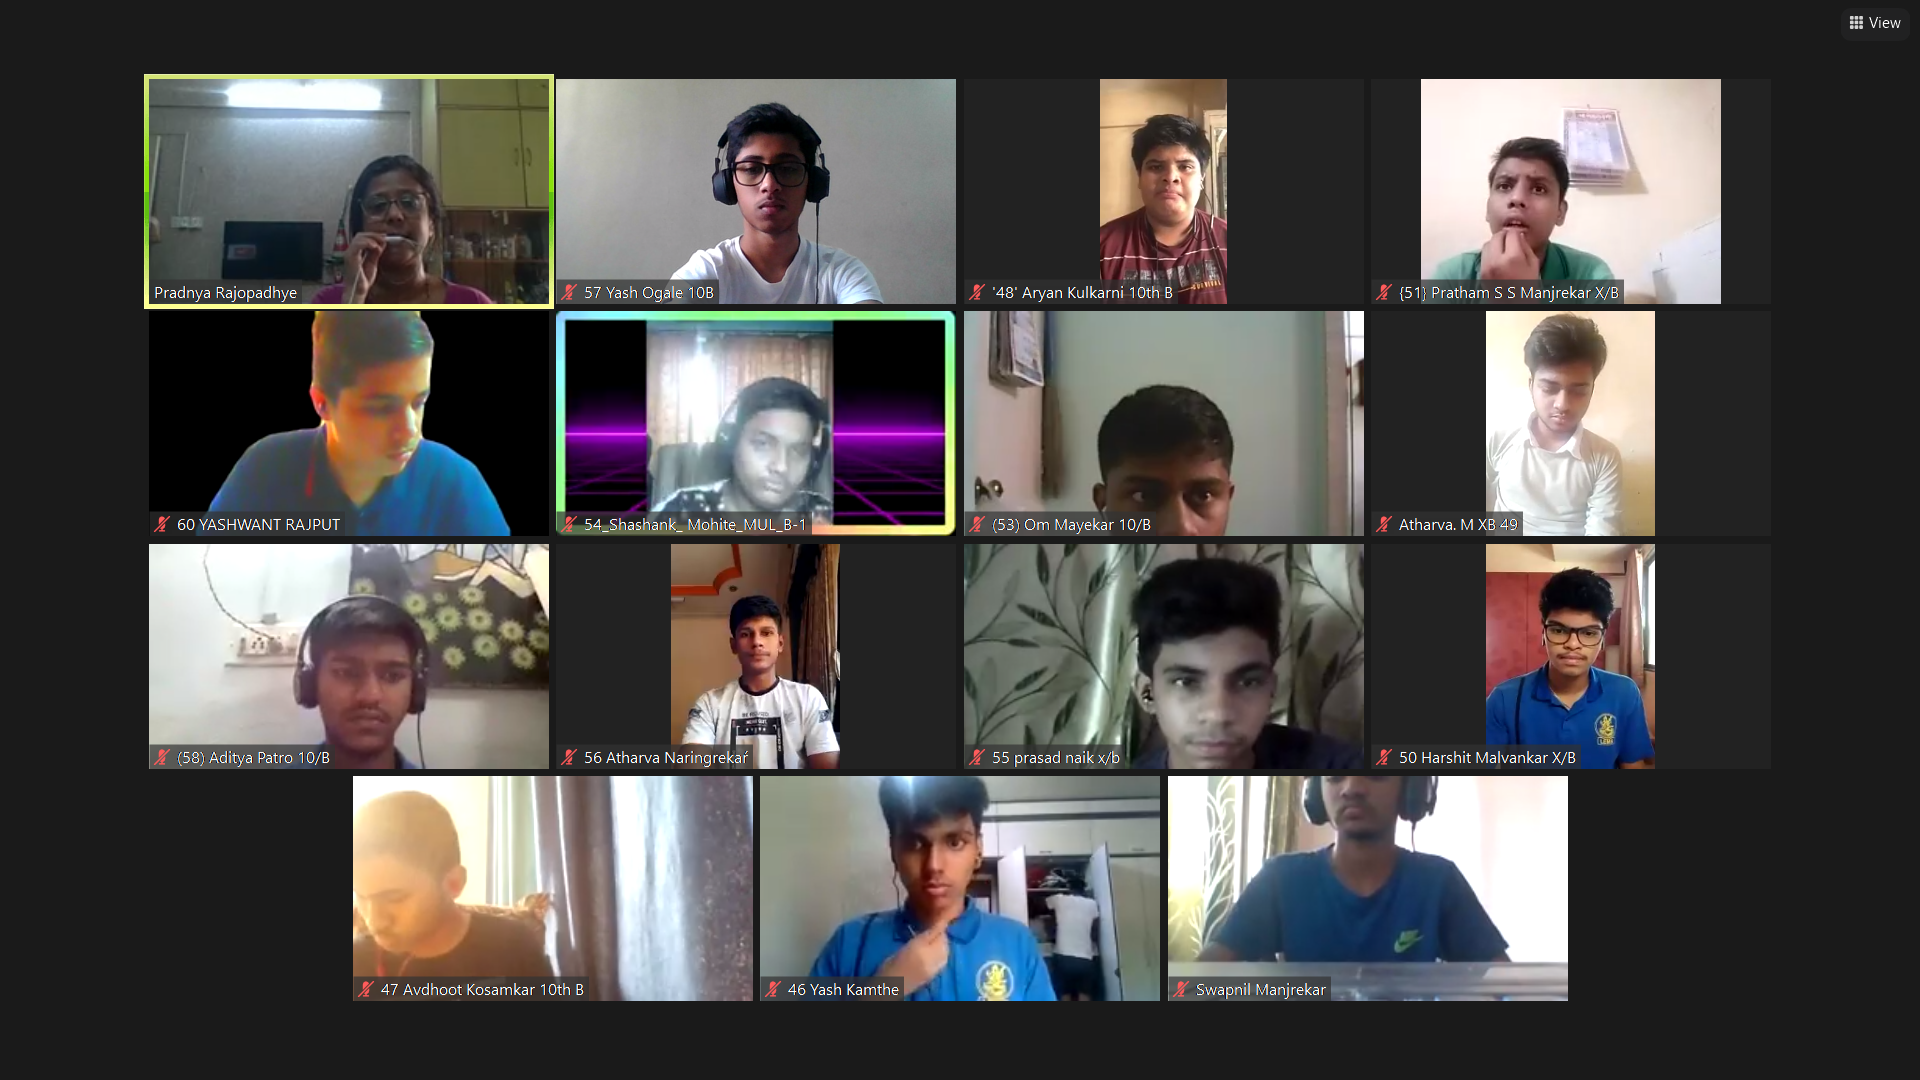 View
Pradnya Rajopadhye
57 Yash Ogale 10B
'48' Aryan Kulkarni 10th B
{51} Pratham S S Manjrekar X/B
60 YASHWANT RAJPUT
54_Shashank_ Mohite_MUL_B-1
(53) Om Mayekar 10/B
Atharva. M XB 49
(58) Aditya Patro 10/B
56 Atharva Naringrekaŕ
55 prasad naik x/b
50 Harshit Malvankar X/B
47 Avdhoot Kosamkar 10th B
46 Yash Kamthe
Swapnil Manjrekar